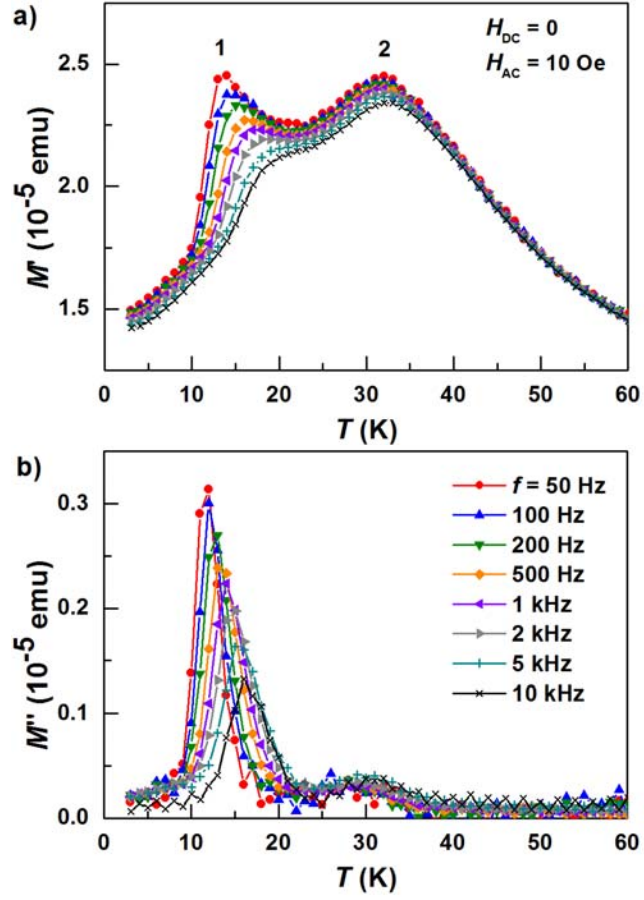 a)
1
2
H_DC = 0
H_AC = 10 Oe
2.5
2.0
1.5
M' (10⁻⁵ emu)
0 10 20 30 40 50 60
T (K)
b)
0.3
0.2
0.1
0.0
M'' (10⁻⁵ emu)
f = 50 Hz
100 Hz
200 Hz
500 Hz
1 kHz
2 kHz
5 kHz
10 kHz
0 10 20 30 40 50 60
T (K)